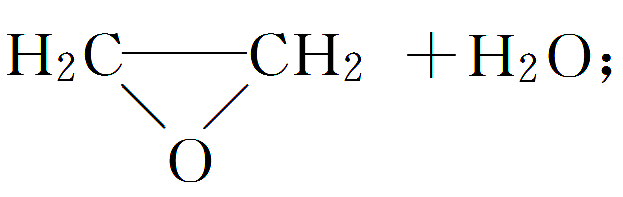 H₂C—CH₂ +H₂O;
O